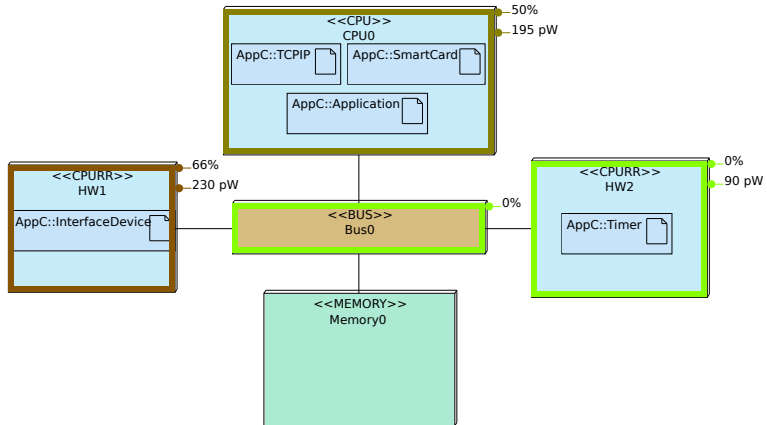 50%
<<CPU>>
CPU0
195 pW
AppC::TCPIP
AppC::SmartCard
AppC::Application
66%
<<CPURR>>
HW1
230 pW
AppC::InterfaceDevice
0%
<<BUS>>
Bus0
0%
<<CPURR>>
HW2
90 pW
AppC::Timer
<<MEMORY>>
Memory0